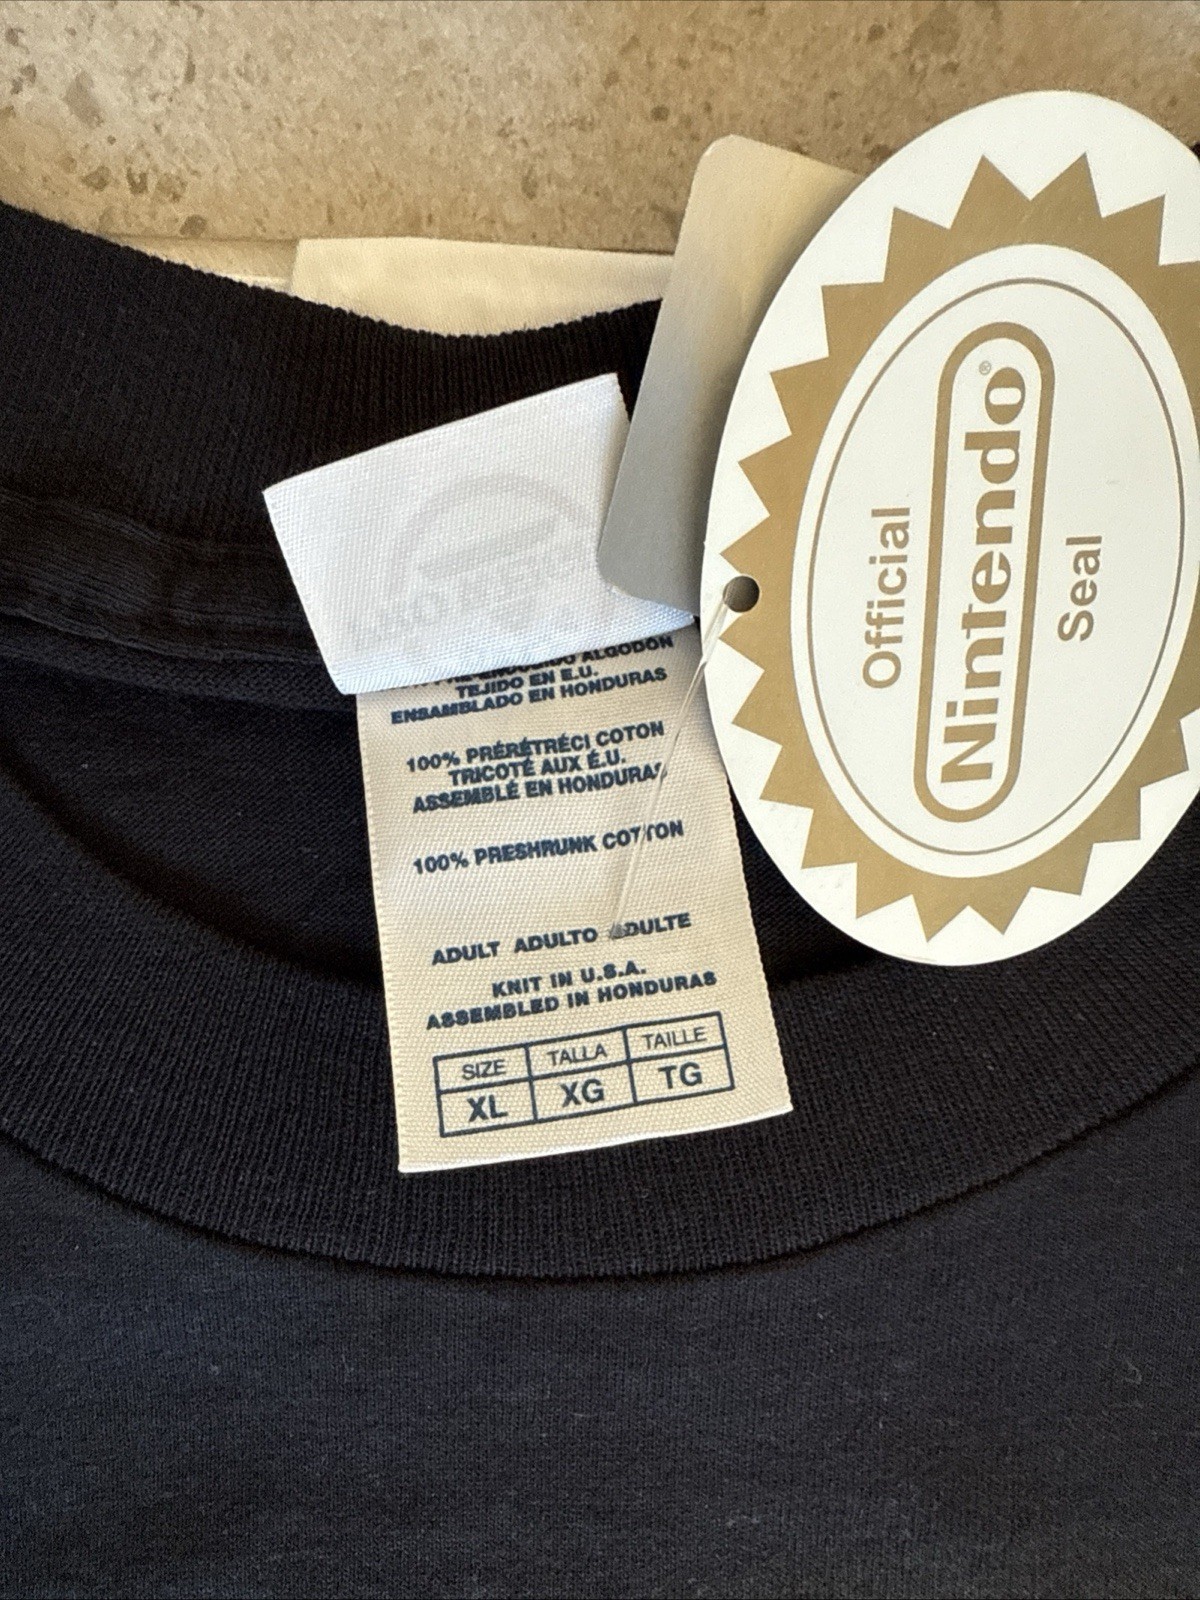 ALGODÓN
TEJIDO EN E.U.
ENSAMBLADO EN HONDURAS
100% PRÉRÉTRÉCI COTON
TRICOTÉ AUX É.U.
ASSEMBLÉ EN HONDURAS
100% PRESHRUNK COTTON
ADULT ADULTO ADULTE
KNIT IN U.S.A.
ASSEMBLED IN HONDURAS
SIZE TALLA TAILLE
XL XG TG
Official
Nintendo®
Seal